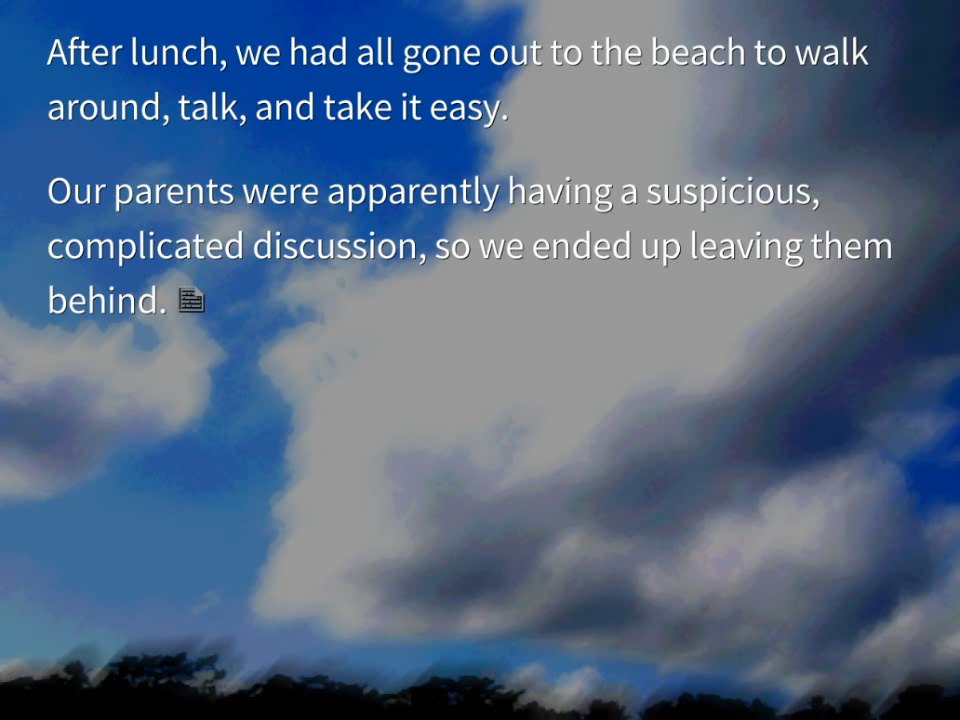 After lunch, we had all gone out to the beach to walk
around, talk, and take it easy.
Our parents were apparently having a suspicious,
complicated discussion, so we ended up leaving them
behind.